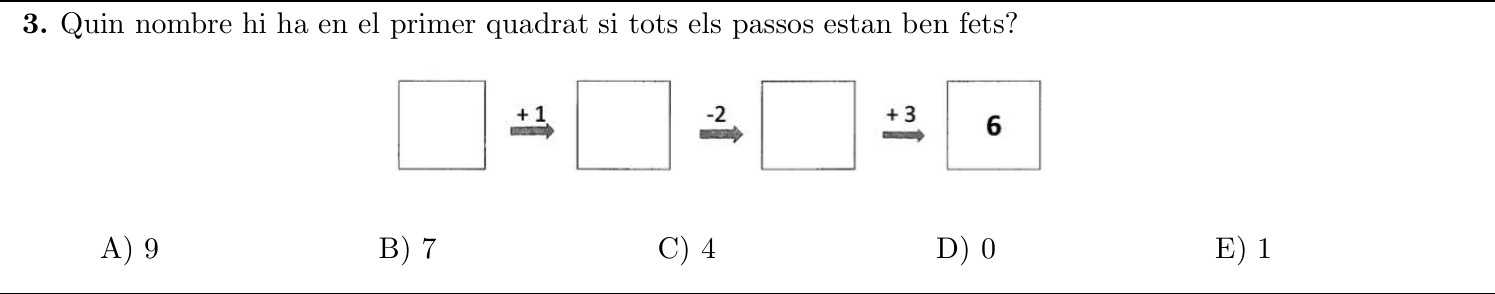 3. Quin nombre hi ha en el primer quadrat si tots els passos estan ben fets?
+ 1 -2 + 3 6
A) 9 B) 7 C) 4 D) 0 E) 1